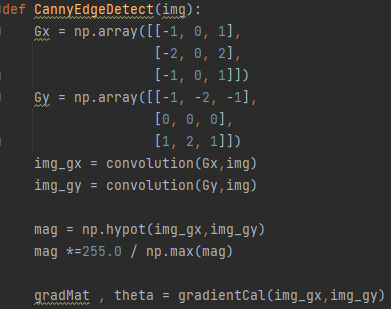 def CannyEdgeDetect(img):
Gx = np.array([[-1, 0, 1],
[-2, 0, 2],
[-1, 0, 1]])
Gy = np.array([[-1, -2, -1],
[0, 0, 0],
[1, 2, 1]])
img_gx = convolution(Gx,img)
img_gy = convolution(Gy,img)
mag = np.hypot(img_gx,img_gy)
mag *=255.0 / np.max(mag)
gradMat , theta = gradientCal(img_gx,img_gy)